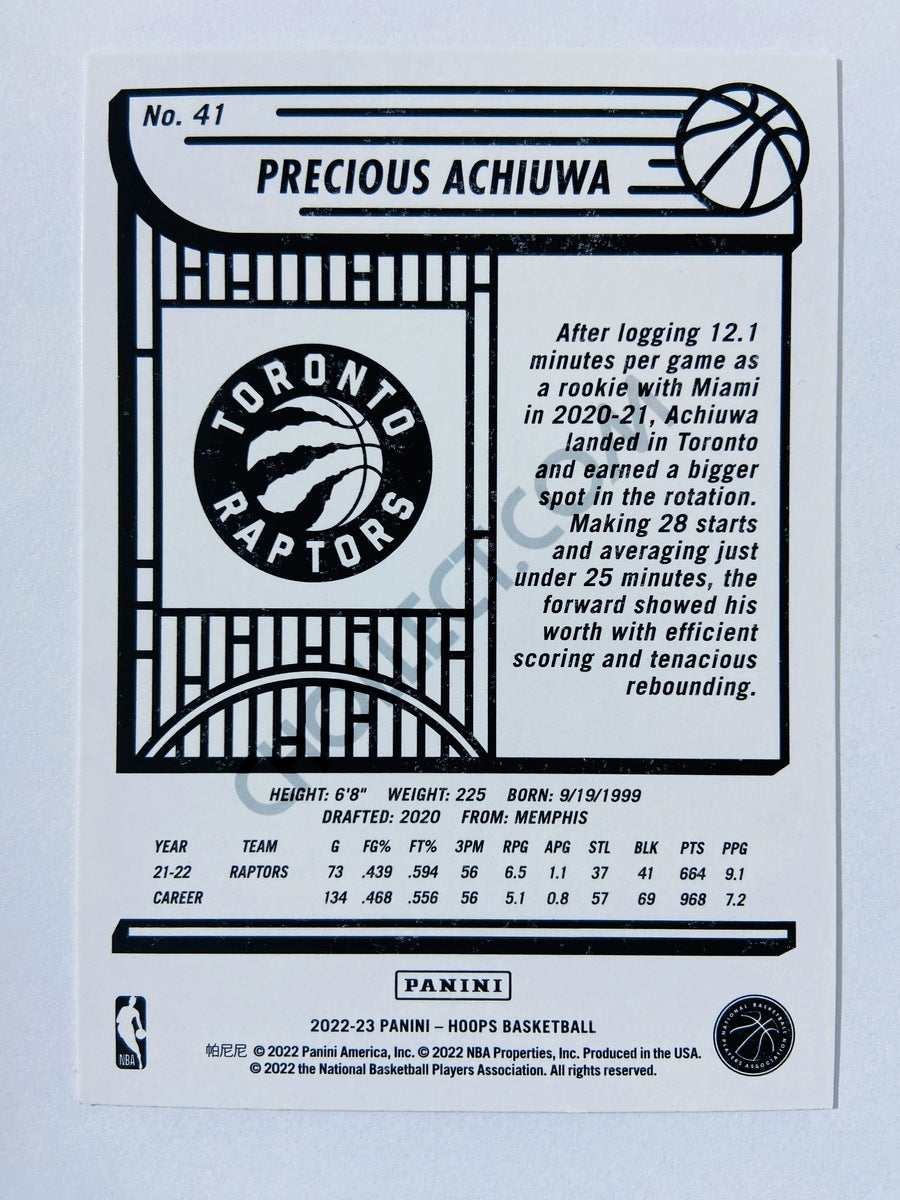 No. 41
PRECIOUS ACHIUWA
TORONTO
RAPTORS
After logging 12.1
minutes per game as
a rookie with Miami
in 2020-21, Achiuwa
landed in Toronto
and earned a bigger
spot in the rotation.
Making 28 starts
and averaging just
under 25 minutes, the
forward showed his
worth with efficient
scoring and tenacious
rebounding.
HEIGHT: 6'8" WEIGHT: 225 BORN: 9/19/1999
DRAFTED: 2020 FROM: MEMPHIS
YEAR TEAM G FG% FT% 3PM RPG APG STL BLK PTS PPG
21-22 RAPTORS 73 .439 .594 56 6.5 1.1 37 41 664 9.1
CAREER 134 .468 .556 56 5.1 0.8 57 69 968 7.2
PANINI
2022-23 PANINI – HOOPS BASKETBALL
帕尼尼 © 2022 Panini America, Inc. © 2022 NBA Properties, Inc. Produced in the USA.
© 2022 the National Basketball Players Association. All rights reserved.
NBA
NATIONAL BASKETBALL
PLAYERS ASSOCIATION